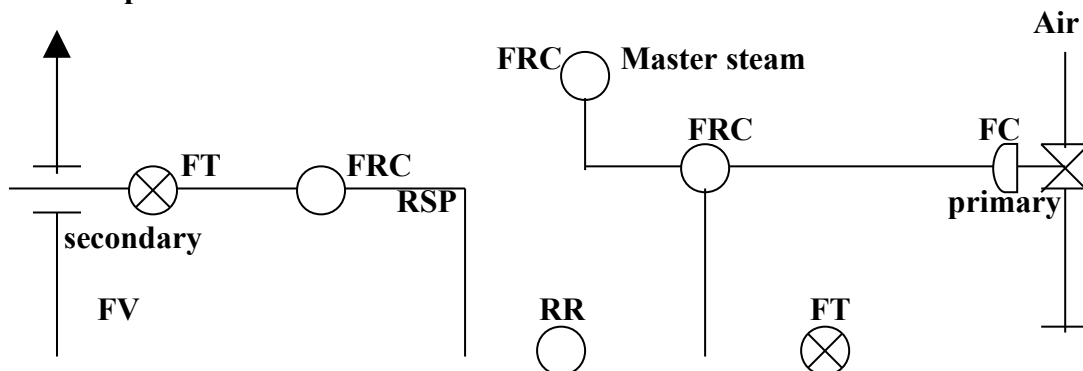 Air
FRC Master steam
FRC FC
FT FRC
RSP primary
secondary
FV RR FT